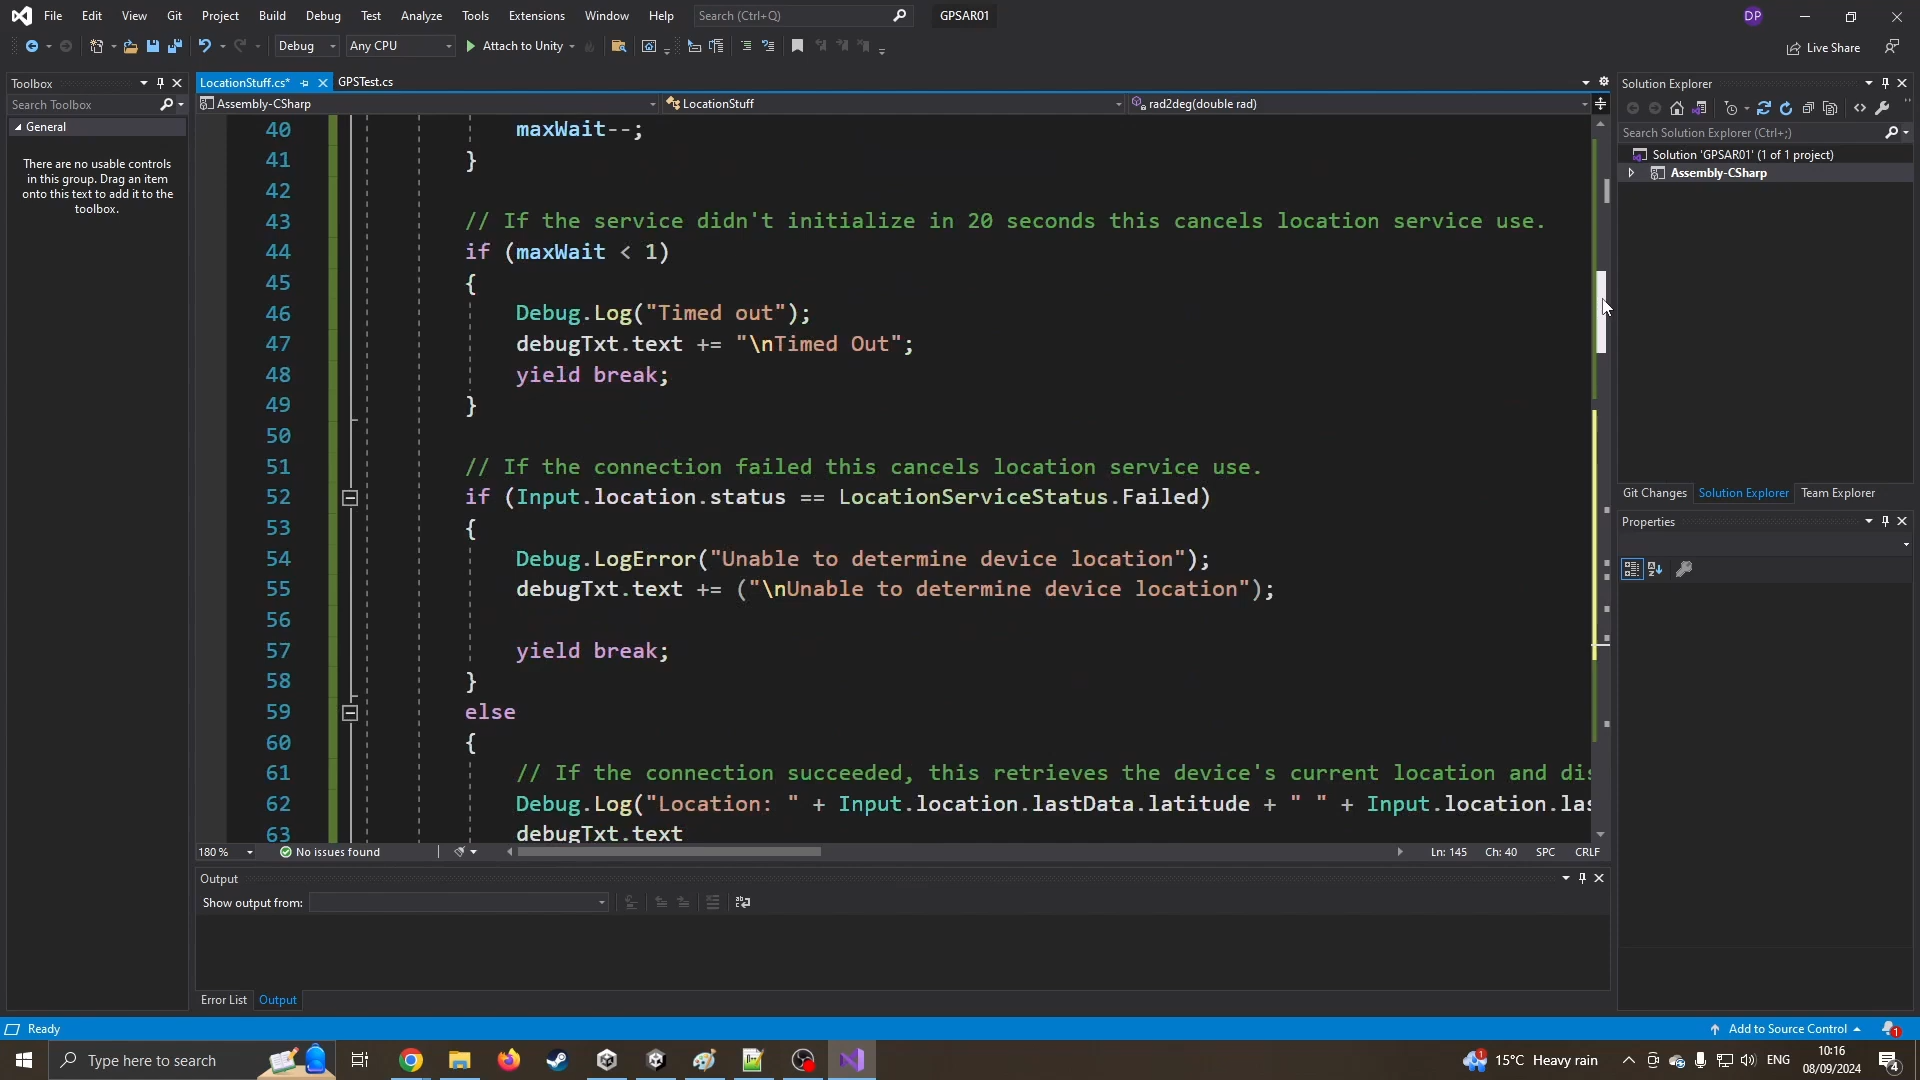 File Edit View Git Project Build Debug Test Analyze Tools Extensions Window Help Search (Ctrl+Q) GPSAR01 DP
Debug Any CPU Attach to Unity Live Share
Toolbox
Search Toolbox
General
There are no usable controls
in this group. Drag an item
onto this text to add it to the
toolbox.
LocationStuff.cs* GPSTest.cs
Assembly-CSharp LocationStuff rad2deg(double rad)
40 maxWait--;
41 }
42
43 // If the service didn't initialize in 20 seconds this cancels location service use.
44 if (maxWait < 1)
45 {
46 Debug.Log("Timed out");
47 debugTxt.text += "\nTimed Out";
48 yield break;
49 }
50
51 // If the connection failed this cancels location service use.
52 if (Input.location.status == LocationServiceStatus.Failed)
53 {
54 Debug.LogError("Unable to determine device location");
55 debugTxt.text += ("\nUnable to determine device location");
56
57 yield break;
58 }
59 else
60 {
61 // If the connection succeeded, this retrieves the device's current location and dis
62 Debug.Log("Location: " + Input.location.lastData.latitude + " " + Input.location.las
63 debugTxt.text
180 % No issues found Ln: 145 Ch: 40 SPC CRLF
Output
Show output from:
Error List Output
Solution Explorer
Search Solution Explorer (Ctrl+;)
Solution 'GPSAR01' (1 of 1 project)
Assembly-CSharp
Git Changes Solution Explorer Team Explorer
Properties
Ready Add to Source Control 1
Type here to search 15°C Heavy rain ENG 10:16
08/09/2024 4